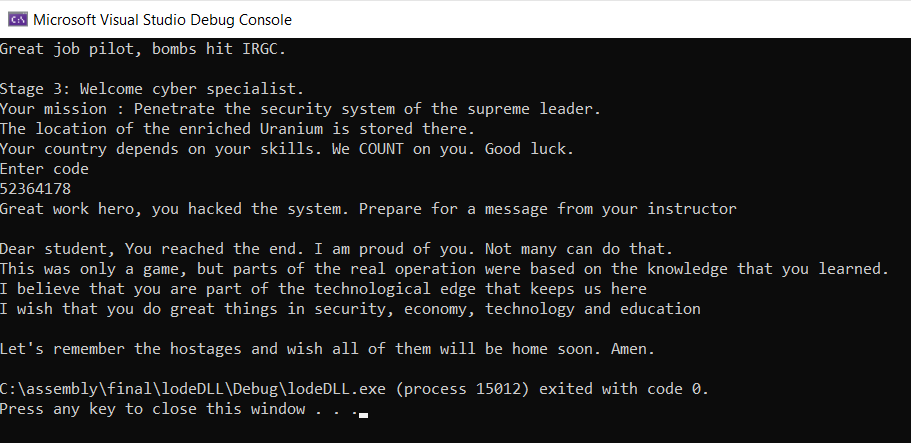 Microsoft Visual Studio Debug Console
Great job pilot, bombs hit IRGC.
Stage 3: Welcome cyber specialist.
Your mission : Penetrate the security system of the supreme leader.
The location of the enriched Uranium is stored there.
Your country depends on your skills. We COUNT on you. Good luck.
Enter code
52364178
Great work hero, you hacked the system. Prepare for a message from your instructor
Dear student, You reached the end. I am proud of you. Not many can do that.
This was only a game, but parts of the real operation were based on the knowledge that you learned.
I believe that you are part of the technological edge that keeps us here
I wish that you do great things in security, economy, technology and education
Let's remember the hostages and wish all of them will be home soon. Amen.
C:\assembly\final\lodeDLL\Debug\lodeDLL.exe (process 15012) exited with code 0.
Press any key to close this window . . .